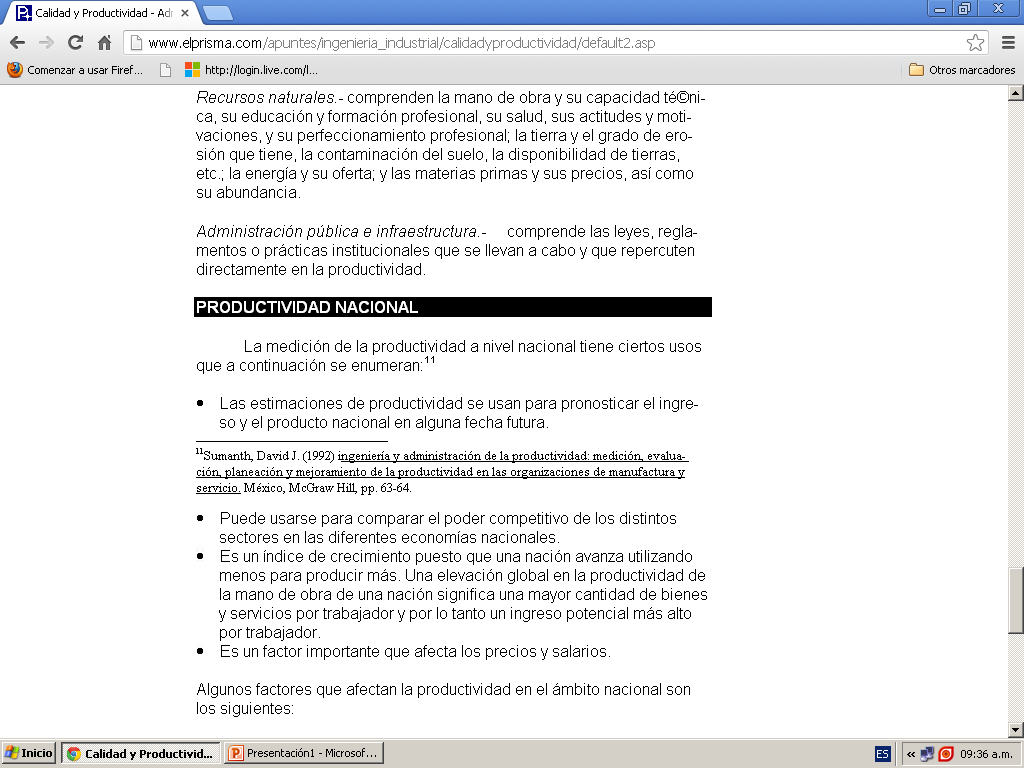 Calidad y Productividad - Adr
www.elprisma.com/apuntes/ingenieria_industrial/calidadyproductividad/default2.asp
Comenzar a usar Firef...
http://login.live.com/l...
Otros marcadores
Recursos naturales.- comprenden la mano de obra y su capacidad té©ni-
ca, su educación y formación profesional, su salud, sus actitudes y moti-
vaciones, y su perfeccionamiento profesional; la tierra y el grado de ero-
sión que tiene, la contaminación del suelo, la disponibilidad de tierras,
etc.; la energía y su oferta; y las materias primas y sus precios, así como
su abundancia.
Administración pública e infraestructura.- comprende las leyes, regla-
mentos o prácticas institucionales que se llevan a cabo y que repercuten
directamente en la productividad.
PRODUCTIVIDAD NACIONAL
La medición de la productividad a nivel nacional tiene ciertos usos
que a continuación se enumeran:11
• Las estimaciones de productividad se usan para pronosticar el ingre-
so y el producto nacional en alguna fecha futura.
11Sumanth, David J. (1992) ingeniería y administración de la productividad: medición, evalua-
ción, planeación y mejoramiento de la productividad en las organizaciones de manufactura y
servicio. México, McGraw Hill, pp. 63-64.
• Puede usarse para comparar el poder competitivo de los distintos
sectores en las diferentes economías nacionales.
• Es un índice de crecimiento puesto que una nación avanza utilizando
menos para producir más. Una elevación global en la productividad de
la mano de obra de una nación significa una mayor cantidad de bienes
y servicios por trabajador y por lo tanto un ingreso potencial más alto
por trabajador.
• Es un factor importante que afecta los precios y salarios.
Algunos factores que afectan la productividad en el ámbito nacional son
los siguientes:
Inicio
Calidad y Productivid...
Presentación1 - Microsof...
ES
09:36 a.m.